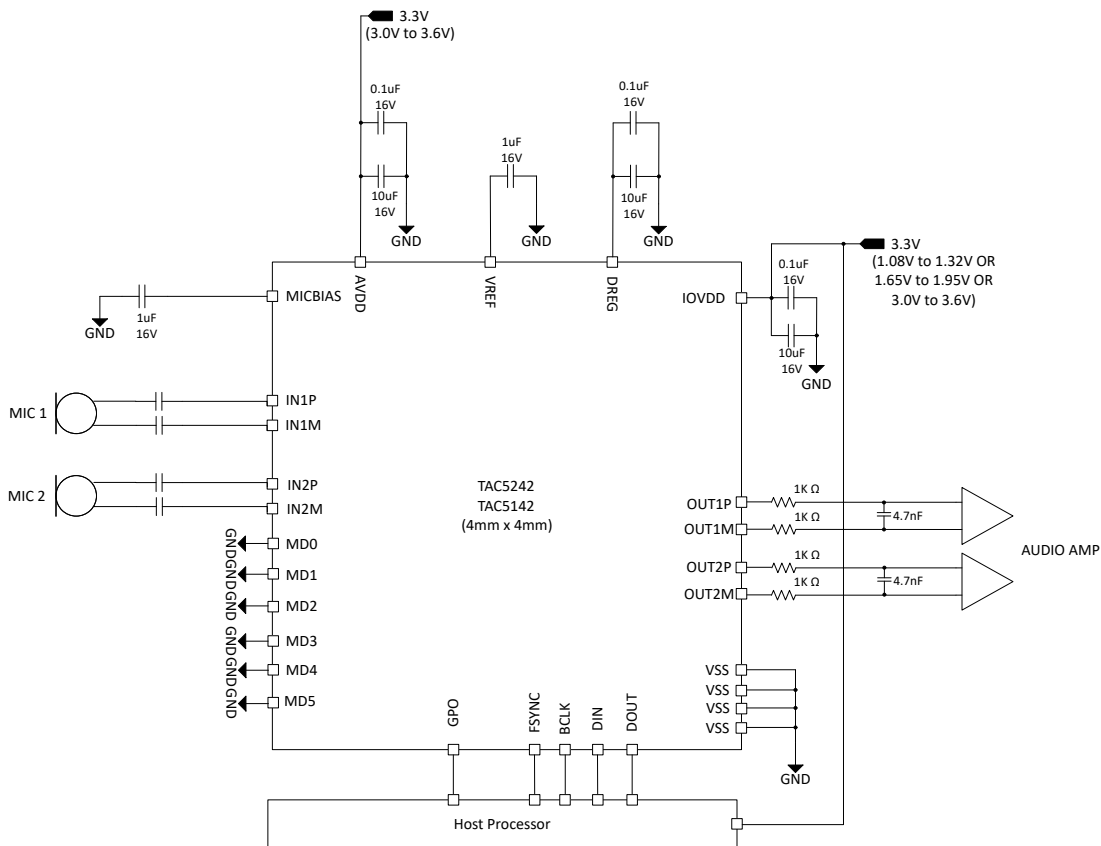 3.3V
(3.0V to 3.6V)
0.1uF
16V
10uF
16V
GND
1uF
16V
GND
0.1uF
16V
10uF
16V
GND
3.3V
(1.08V to 1.32V OR
1.65V to 1.95V OR
3.0V to 3.6V)
0.1uF
16V
10uF
16V
GND
AVDD
VREF
DREG
IOVDD
MICBIAS
1uF
16V
GND
MIC 1
IN1P
IN1M
MIC 2
IN2P
IN2M
TAC5242
TAC5142
(4mm x 4mm)
OUT1P
1K Ω
OUT1M
1K Ω
4.7nF
OUT2P
1K Ω
OUT2M
1K Ω
4.7nF
AUDIO AMP
GND
MD0
GND
MD1
GND
MD2
GND
MD3
GND
MD4
GND
MD5
VSS
VSS
VSS
VSS
GND
GPO
FSYNC
BCLK
DIN
DOUT
Host Processor